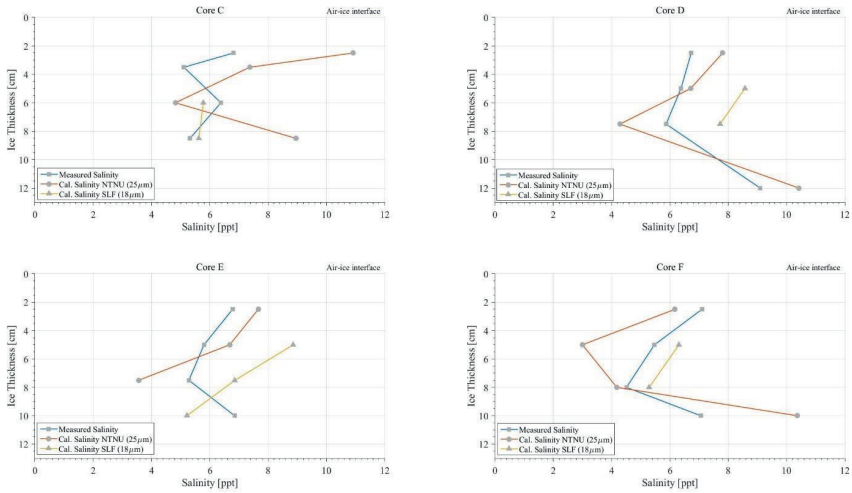 Core C
Air-ice interface
0
2
4
6
8
10
12
Ice Thickness [cm]
Measured Salinity
Cal. Salinity NTNU (25μm)
Cal. Salinity SLF (18μm)
0 2 4 6 8 10 12
Salinity [ppt]
Core D
Air-ice interface
0
2
4
6
8
10
12
Ice Thickness [cm]
Measured Salinity
Cal. Salinity NTNU (25μm)
Cal. Salinity SLF (18μm)
0 2 4 6 8 10 12
Salinity [ppt]
Core E
Air-ice interface
0
2
4
6
8
10
12
Ice Thickness [cm]
Measured Salinity
Cal. Salinity NTNU (25μm)
Cal. Salinity SLF (18μm)
0 2 4 6 8 10 12
Salinity [ppt]
Core F
Air-ice interface
0
2
4
6
8
10
12
Ice Thickness [cm]
Measured Salinity
Cal. Salinity NTNU (25μm)
Cal. Salinity SLF (18μm)
0 2 4 6 8 10 12
Salinity [ppt]